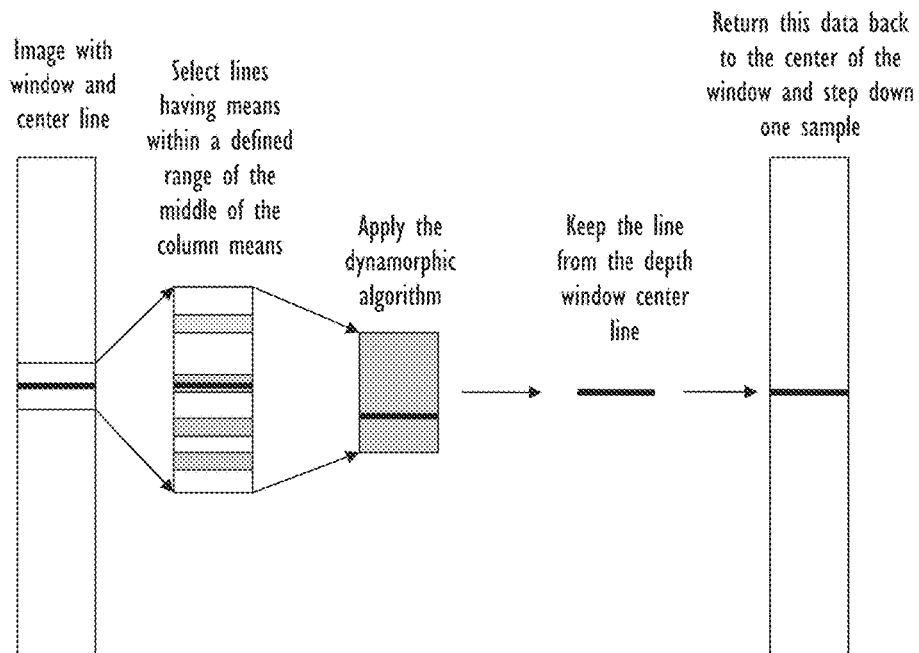 Image with
window and
center line
Select lines
having means
within a defined
range of the
middle of the
column means
Apply the
dynamorphic
algorithm
Keep the line
from the depth
window center
line
Return this data back
to the center of the
window and step down
one sample